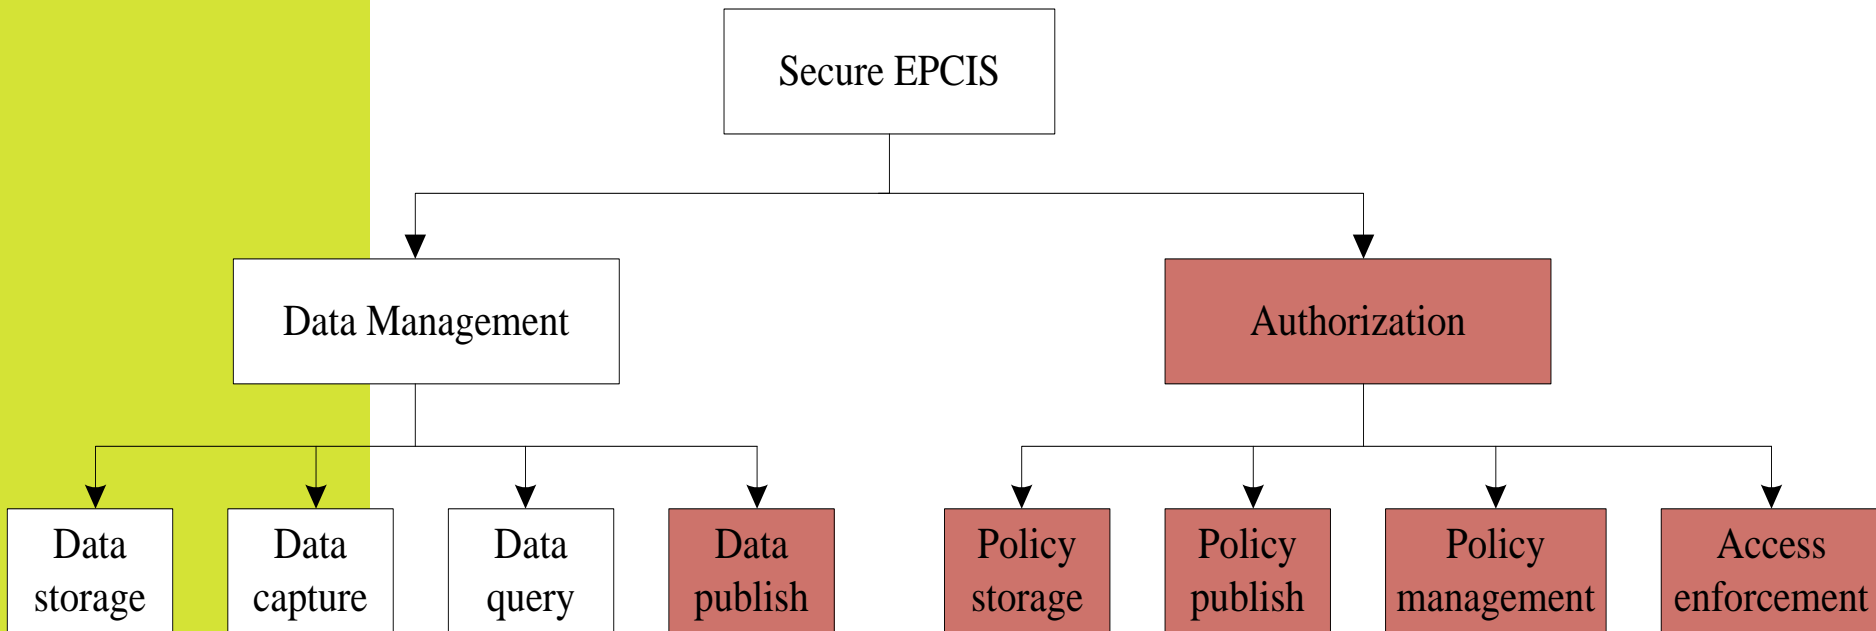 Secure EPCIS
Data Management
Authorization
Data
storage
Data
capture
Data
query
Data
publish
Policy
storage
Policy
publish
Policy
management
Access
enforcement